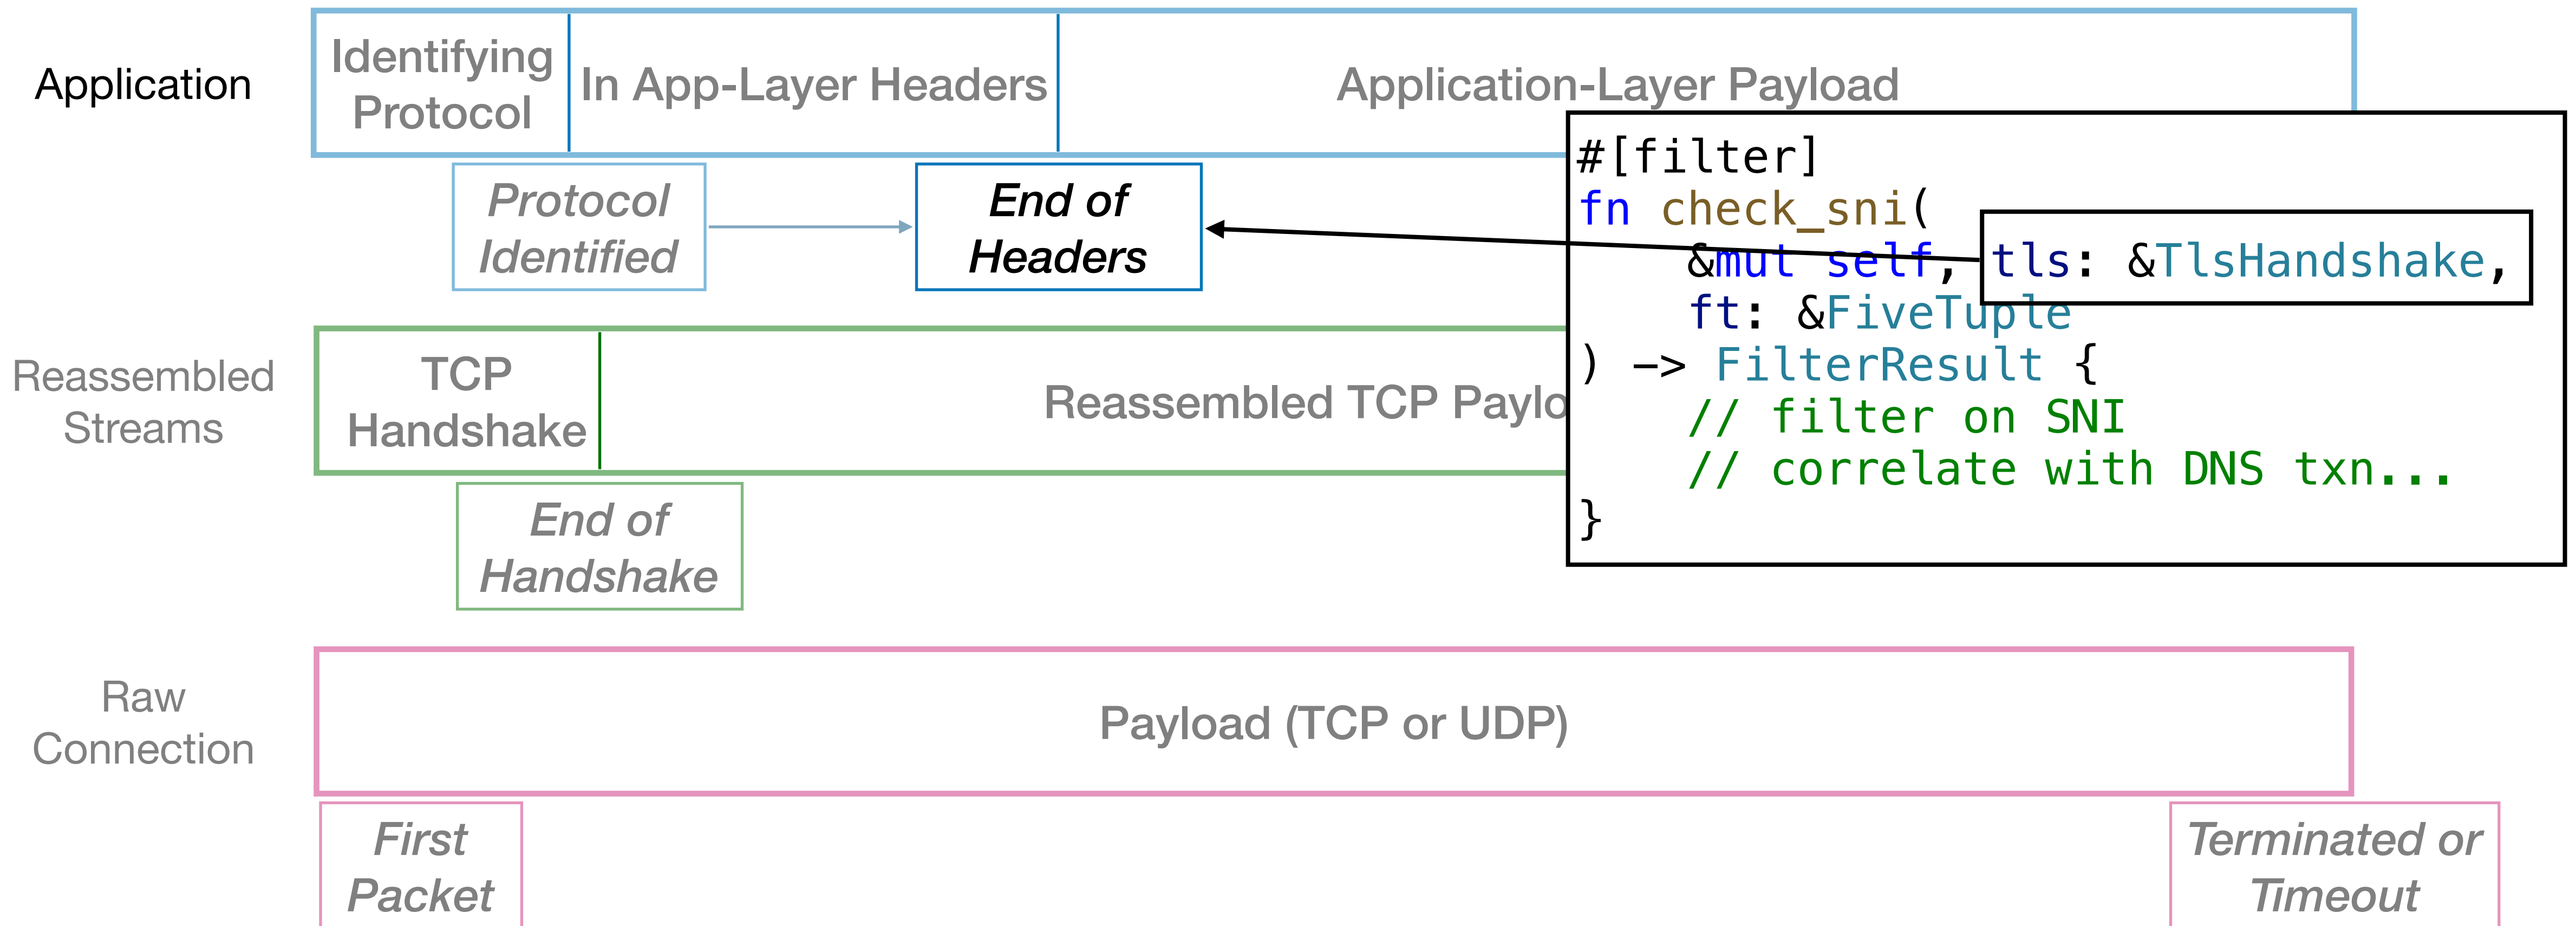 Application
Identifying
Protocol
In App-Layer Headers
Application-Layer Payload
Protocol
Identified
End of
Headers
#[filter]
fn check_sni(
&mut self, tls: &TlsHandshake,
ft: &FiveTuple
) -> FilterResult {
// filter on SNI
// correlate with DNS txn...
}
Reassembled
Streams
TCP
Handshake
Reassembled TCP Paylo
End of
Handshake
Raw
Connection
Payload (TCP or UDP)
First
Packet
Terminated or
Timeout